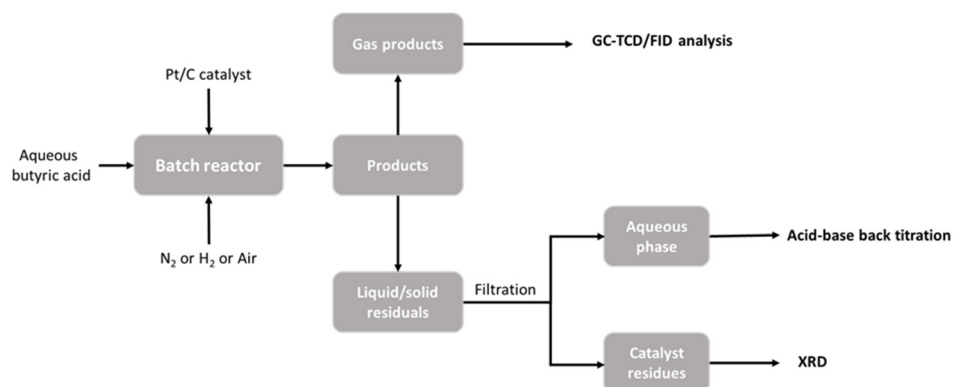 Gas products
GC-TCD/FID analysis
Pt/C catalyst
Aqueous
butyric acid
Batch reactor
Products
N₂ or H₂ or Air
Liquid/solid
residuals
Filtration
Aqueous
phase
Acid-base back titration
Catalyst
residues
XRD